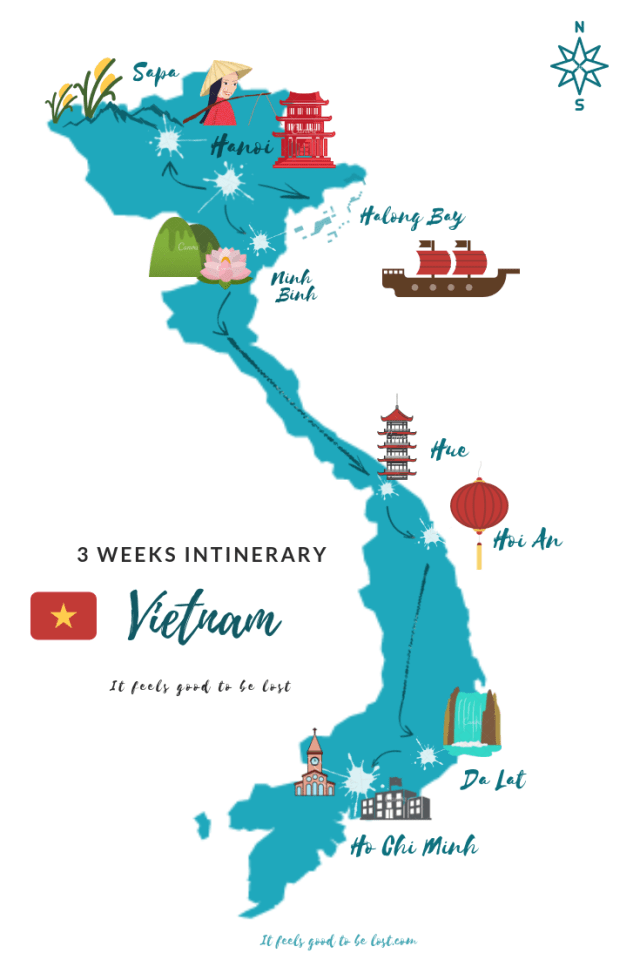 N
S
Sapa
Hanoi
Halong Bay
Ninh
Binh
Hue
Hoi An
3 WEEKS INTINERARY
Vietnam
It feels good to be lost
Da Lat
Ho Chi Minh
It feels good to be lost.com